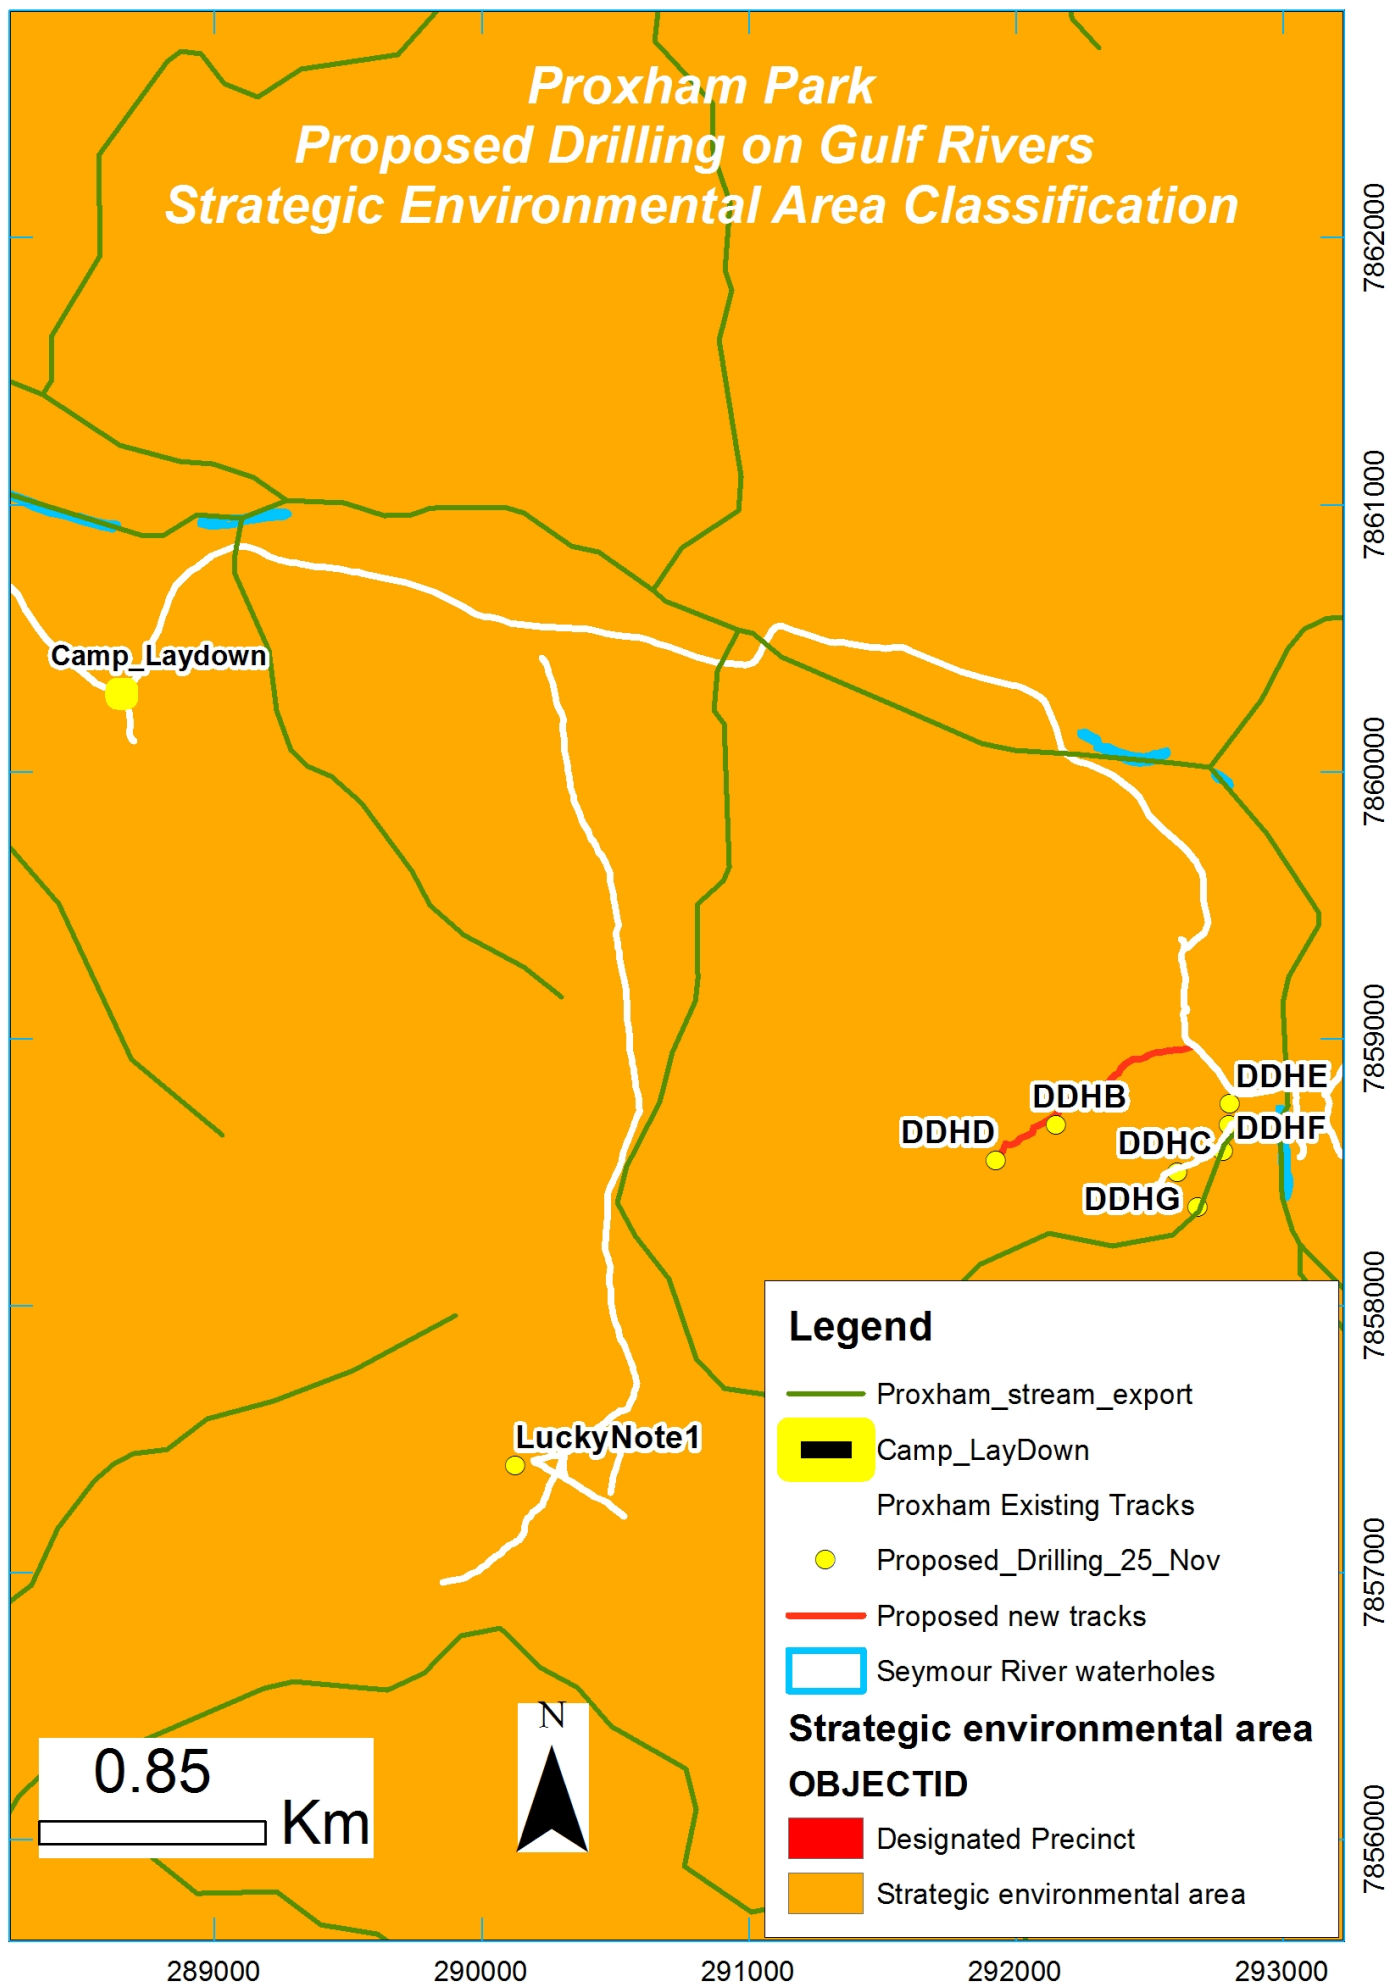 Proxham Park
Proposed Drilling on Gulf Rivers
Strategic Environmental Area Classification
7862000
7861000
7860000
7859000
7858000
7857000
7856000
Camp_Laydown
DDHE
DDHB
DDHF
DDHD
DDHC
DDHG
LuckyNote1
Legend
Proxham_stream_export
Camp_LayDown
Proxham Existing Tracks
Proposed_Drilling_25_Nov
Proposed new tracks
Seymour River waterholes
Strategic environmental area
OBJECTID
Designated Precinct
Strategic environmental area
N
0.85
Km
289000
290000
291000
292000
293000